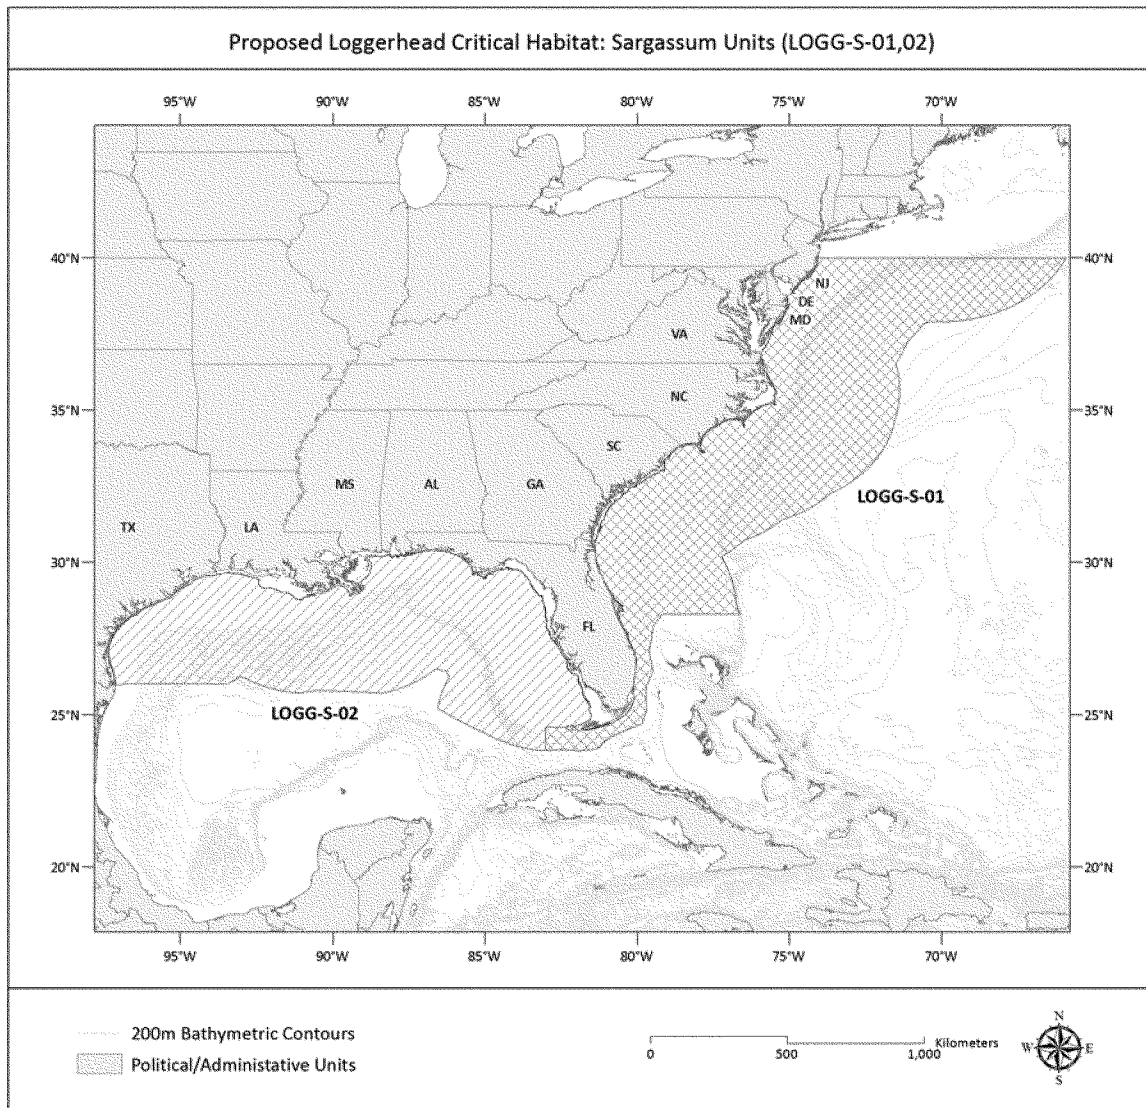 Proposed Loggerhead Critical Habitat: Sargassum Units (LOGG-S-01,02)
95°W 90°W 85°W 80°W 75°W 70°W
40°N 40°N
NJ
DE
MD
VA
35°N NC 35°N
SC
MS AL GA LOGG-S-01
TX LA
30°N 30°N
FL
25°N LOGG-S-02 25°N
20°N 20°N
95°W 90°W 85°W 80°W 75°W 70°W
200m Bathymetric Contours
Political/Administative Units
0 500 1,000 Kilometers
N
W E
S